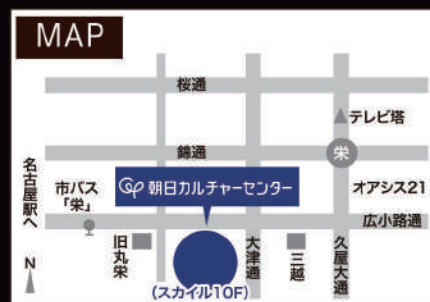 MAP
桜通
テレビ塔
錦通
栄
名古屋駅へ
市バス
「栄」
朝日カルチャーセンター
オアシス21
広小路通
旧丸栄
大津通
三越
久屋大通
N
(スカイル10F)